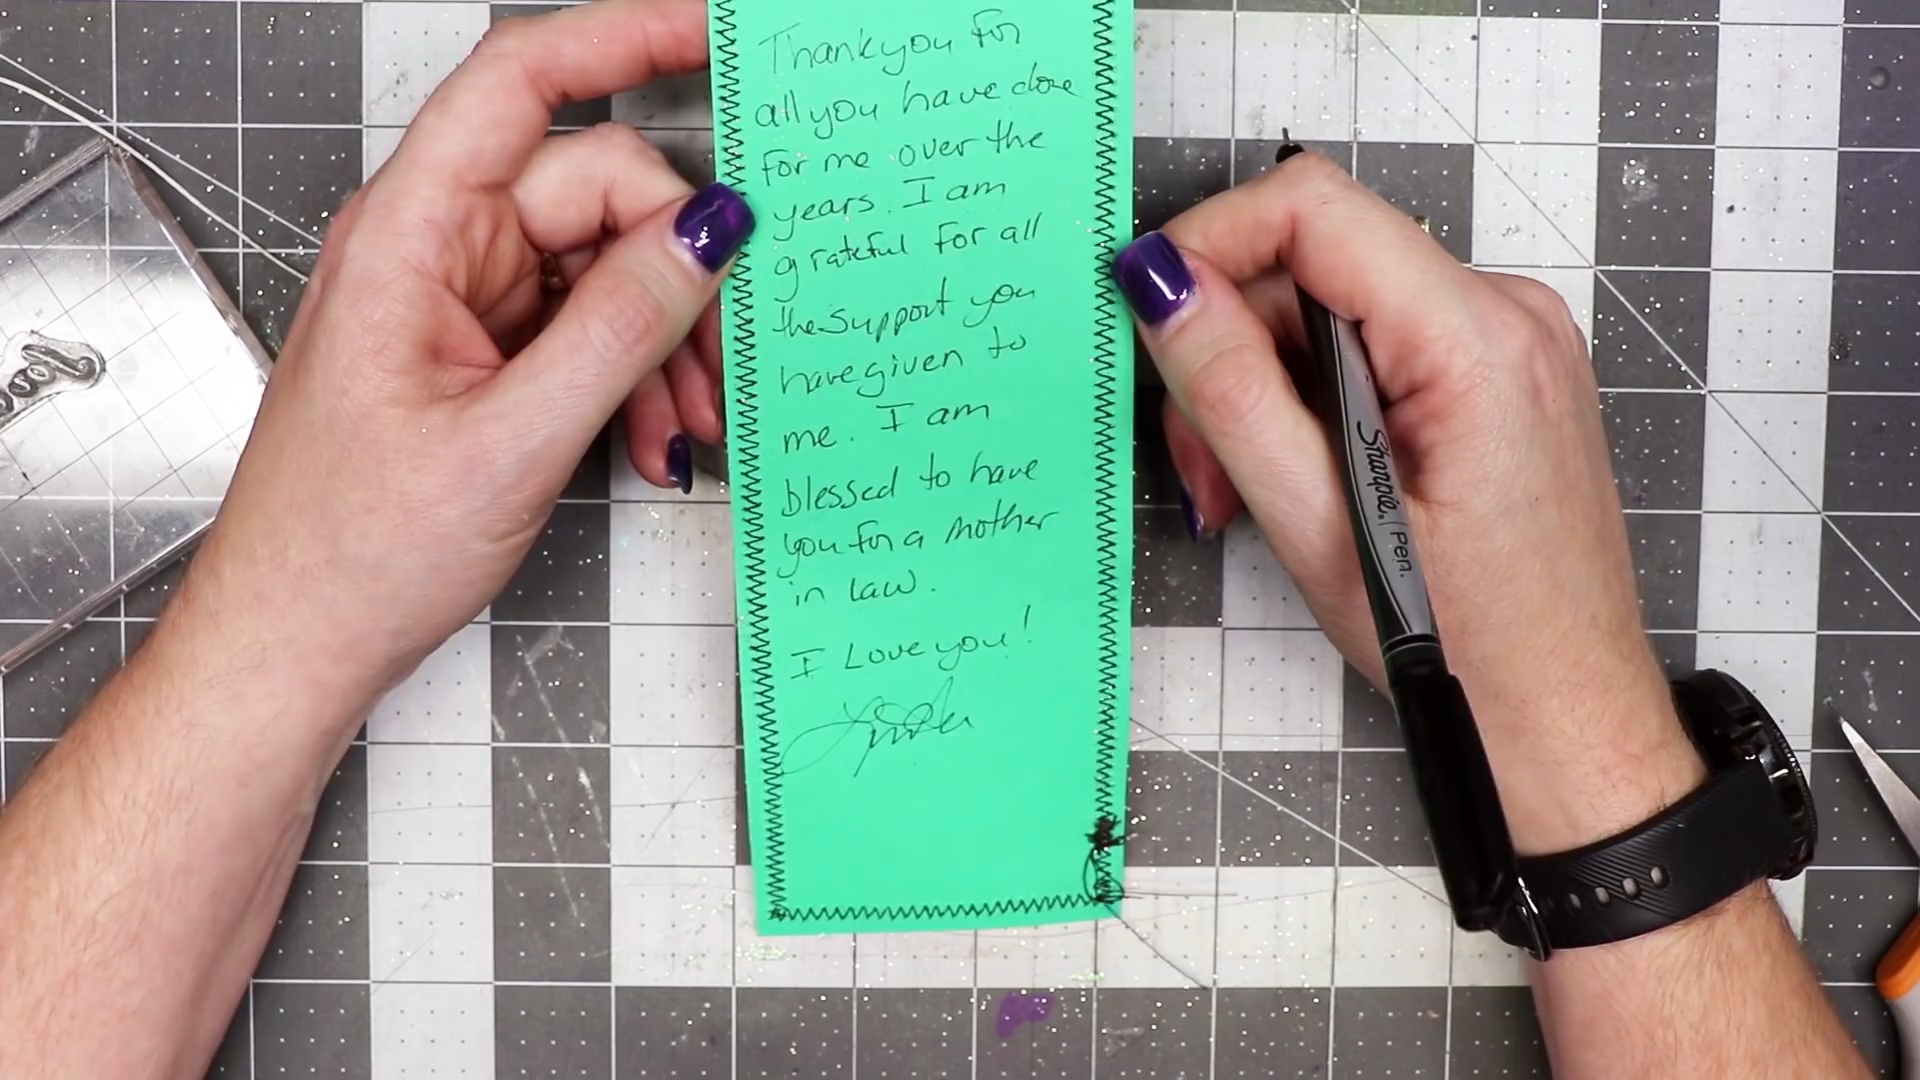 Thank you for
all you have done
for me over the
years. I am
grateful for all
the support you
have given to
me. I am
blessed to have
you for a mother
in law.
I Love you!
Linda
Sharpie. | pen.